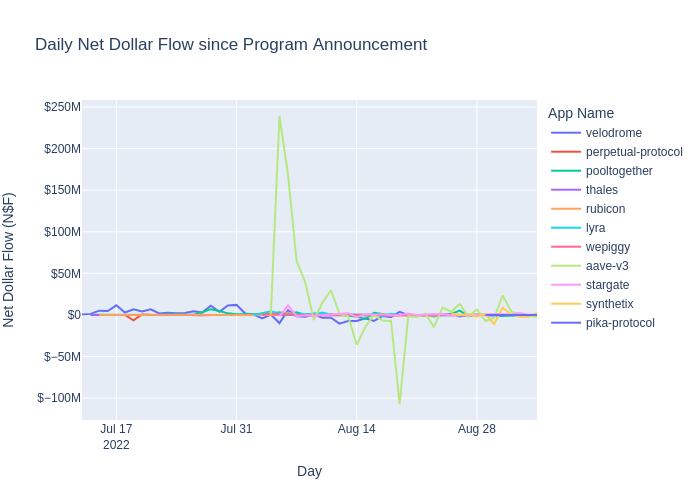 Daily Net Dollar Flow since Program Announcement
Net Dollar Flow (N$F)
$250M
$200M
$150M
$100M
$50M
$0
$−50M
$−100M
Jul 17
2022
Jul 31
Aug 14
Aug 28
Day
App Name
velodrome
perpetual-protocol
pooltogether
thales
rubicon
lyra
wepiggy
aave-v3
stargate
synthetix
pika-protocol